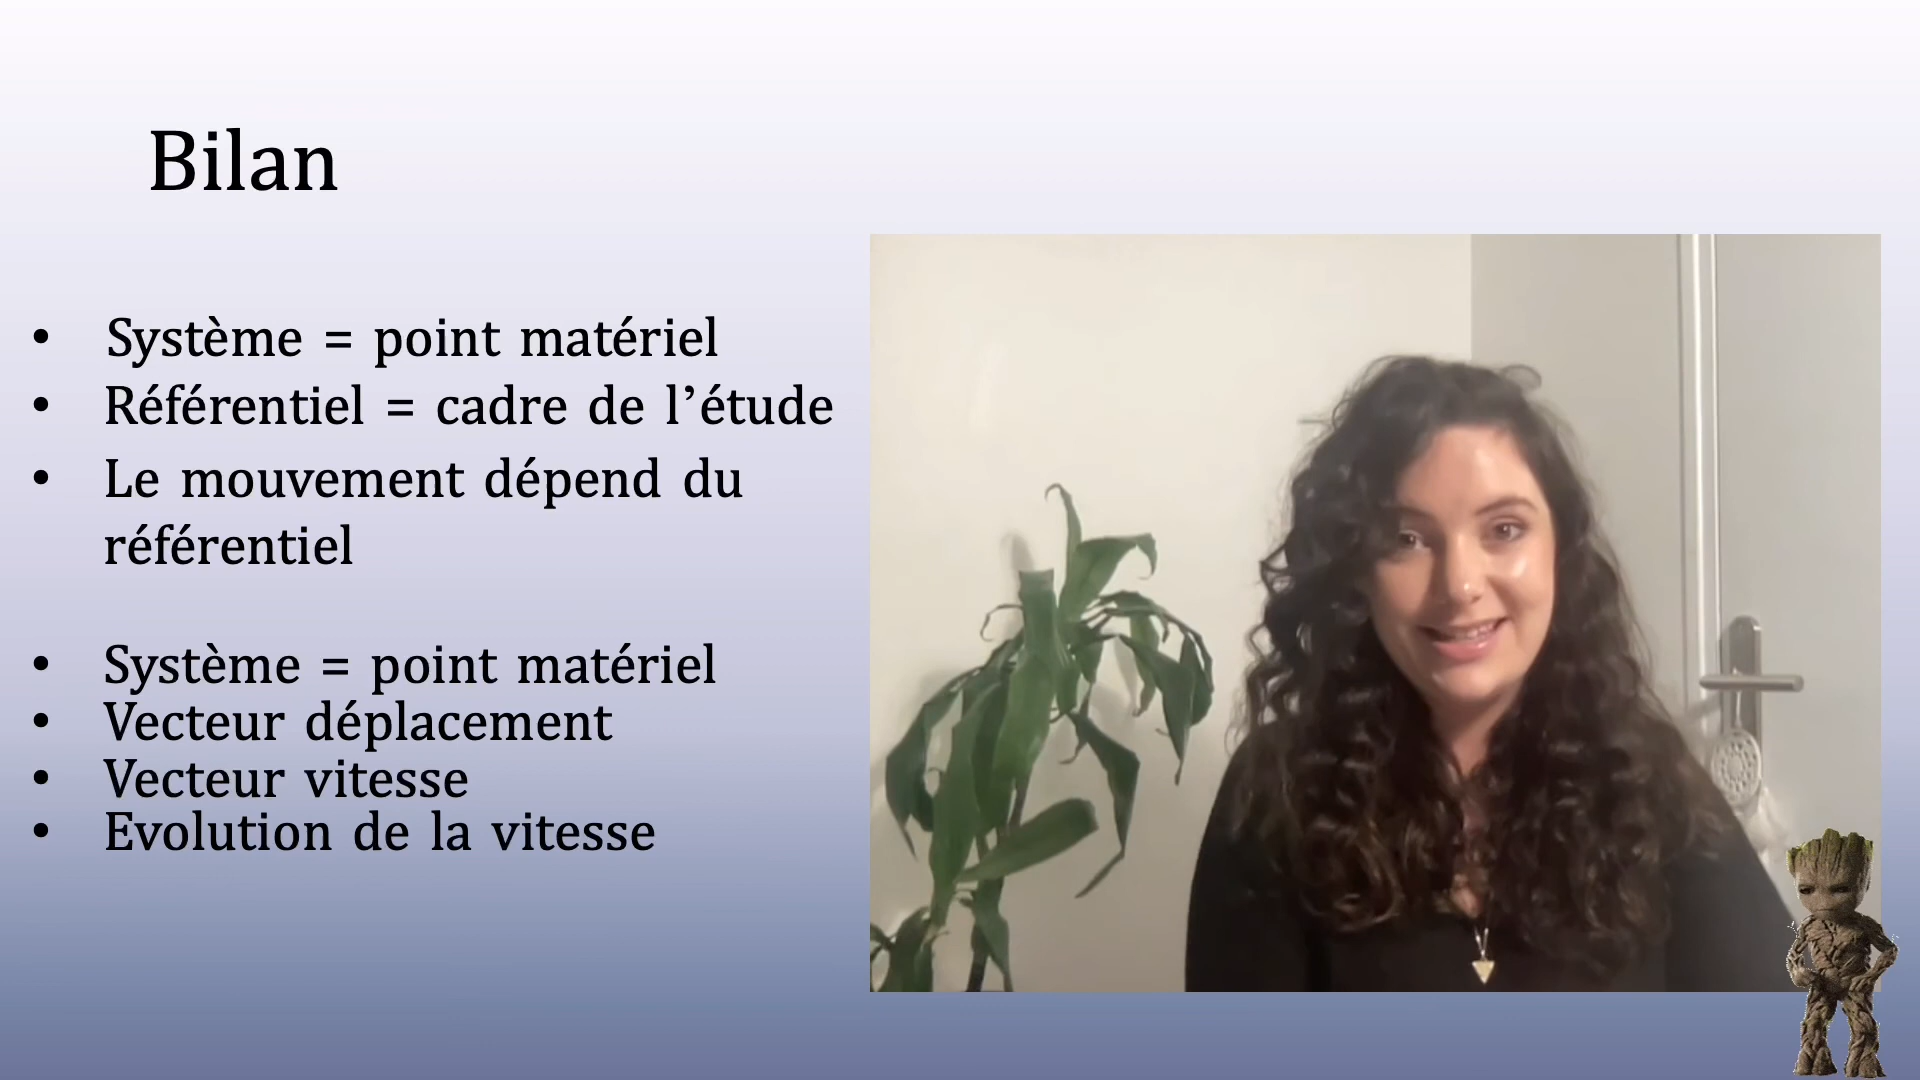 Bilan
• Système = point matériel
• Référentiel = cadre de l’étude
• Le mouvement dépend du
référentiel
• Système = point matériel
• Vecteur déplacement
• Vecteur vitesse
• Evolution de la vitesse